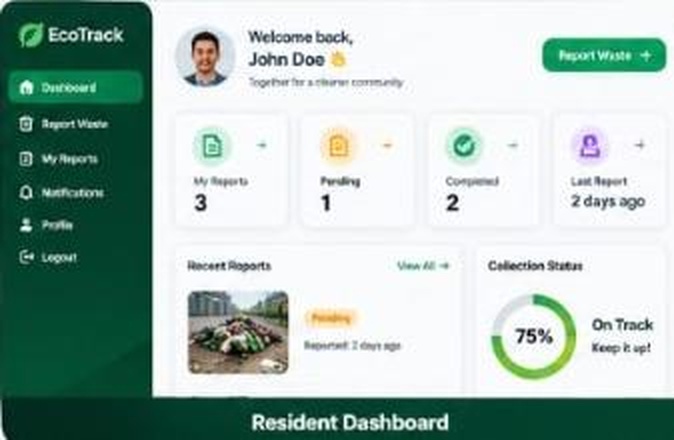 EcoTrack
Dashboard
Report Waste
My Reports
Notifications
Profile
Logout
Welcome back,
John Doe 👋
Together for a cleaner community
Report Waste →
My Reports
3
Pending
1
Completed
2
Last Report
2 days ago
Recent Reports
View All →
Pending
Reported: 2 days ago
Collection Status
75%
On Track
Keep it up!
Resident Dashboard